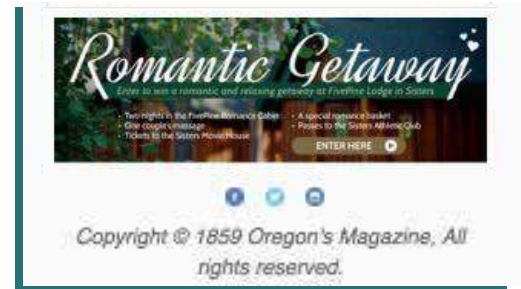 Romantic Getaway
Enter to win a romantic and relaxing getaway at FivePine Lodge in Sisters
• Two nights in the FivePine Romance Cabin
• One couples massage
• Tickets to the Sisters Movie House
• A special romance basket
• Passes to the Sisters Athletic Club
ENTER HERE
Copyright © 1859 Oregon's Magazine, All
rights reserved.